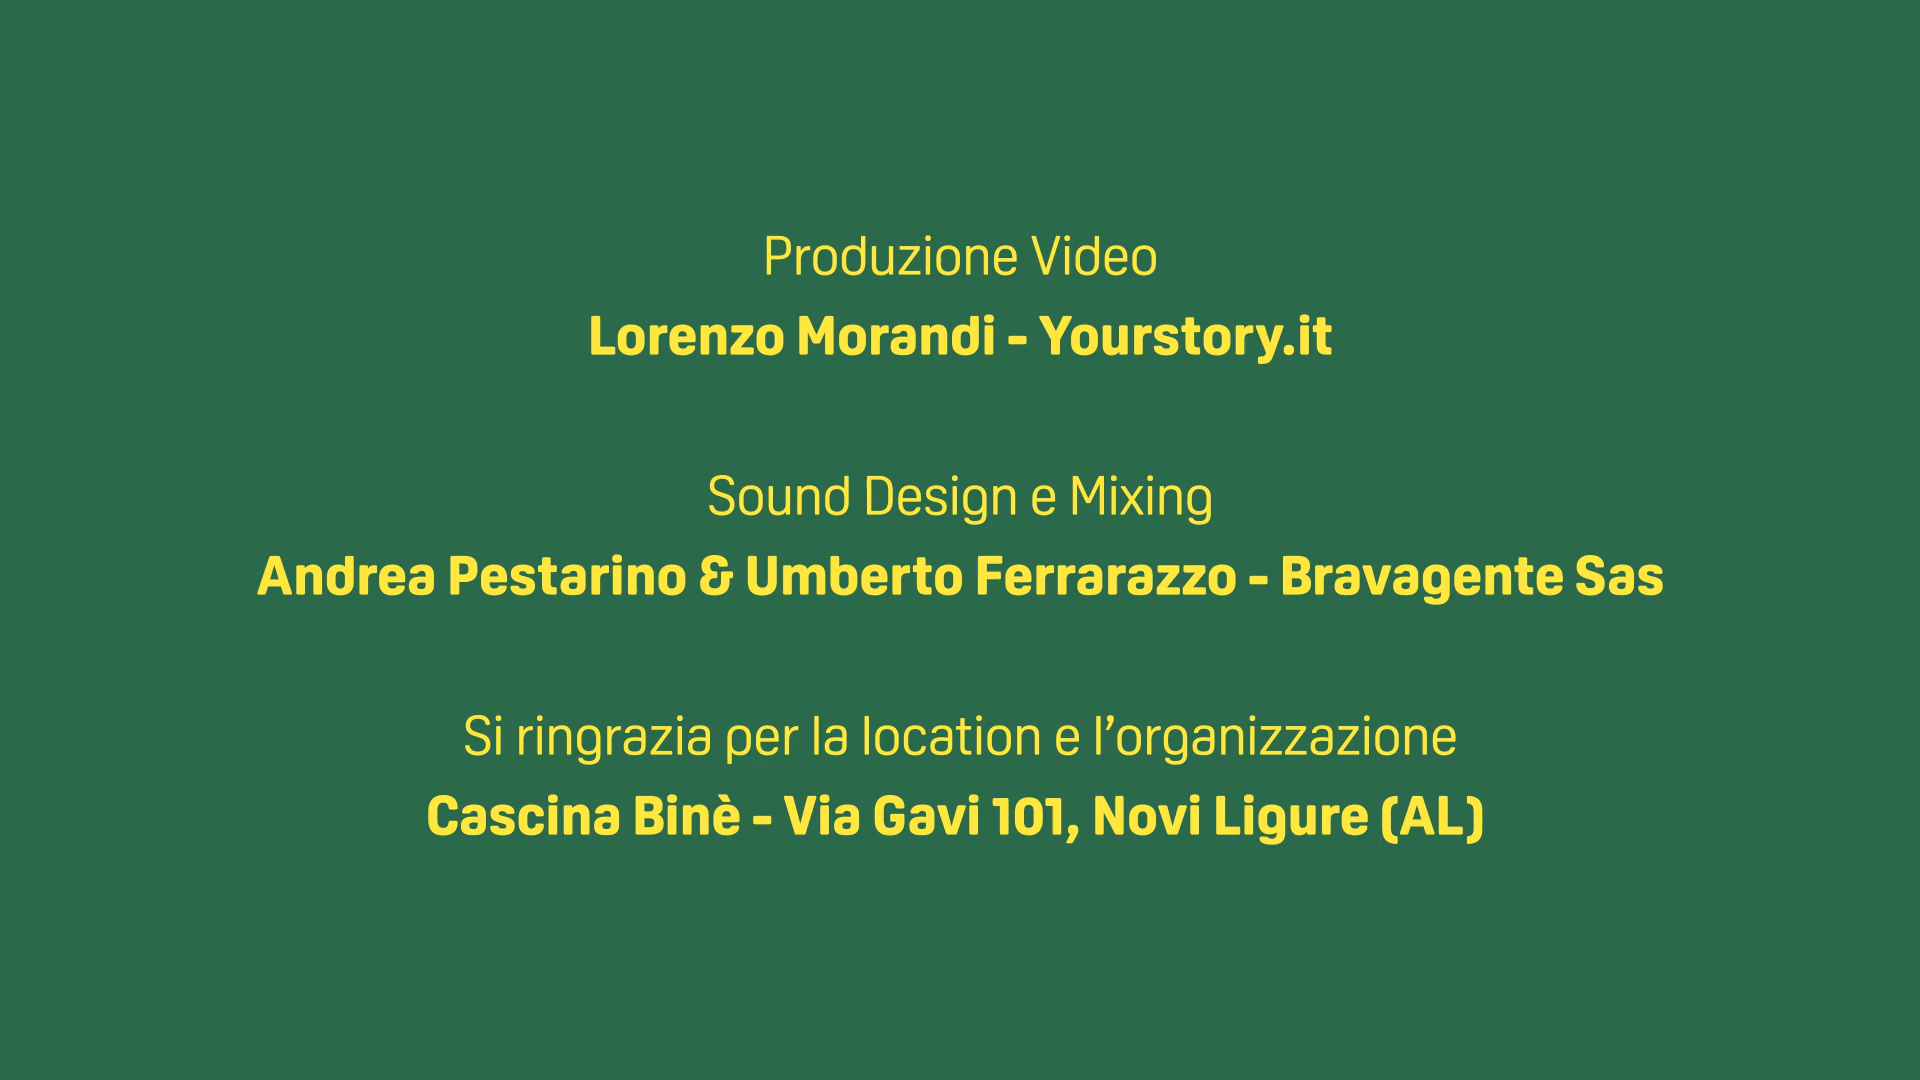 Produzione Video
Lorenzo Morandi - Yourstory.it
Sound Design e Mixing
Andrea Pestarino & Umberto Ferrarazzo - Bravagente Sas
Si ringrazia per la location e l’organizzazione
Cascina Binè - Via Gavi 101, Novi Ligure (AL)